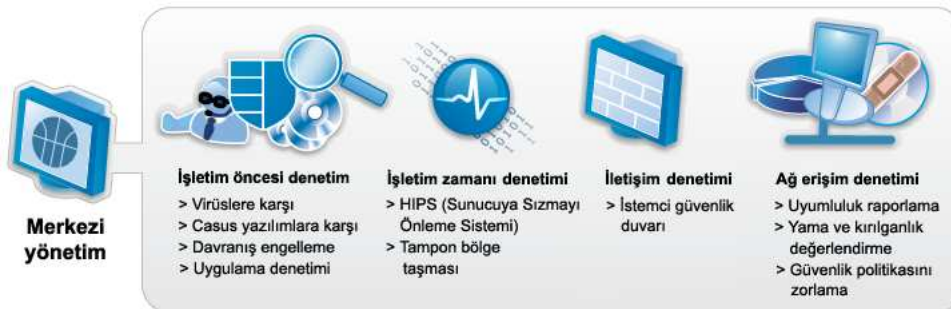 Merkezi
yönetim
İşletim öncesi denetim
> Virüslere karşı
> Casus yazılımlara karşı
> Davranış engelleme
> Uygulama denetimi
İşletim zamanı denetimi
> HIPS (Sunucuya Sızmayı
Önleme Sistemi)
> Tampon bölge
taşması
İletişim denetimi
> İstemci güvenlik
duvarı
Ağ erişim denetimi
> Uyumluluk raporlama
> Yama ve kırılganlık
değerlendirme
> Güvenlik politikasını
zorlama